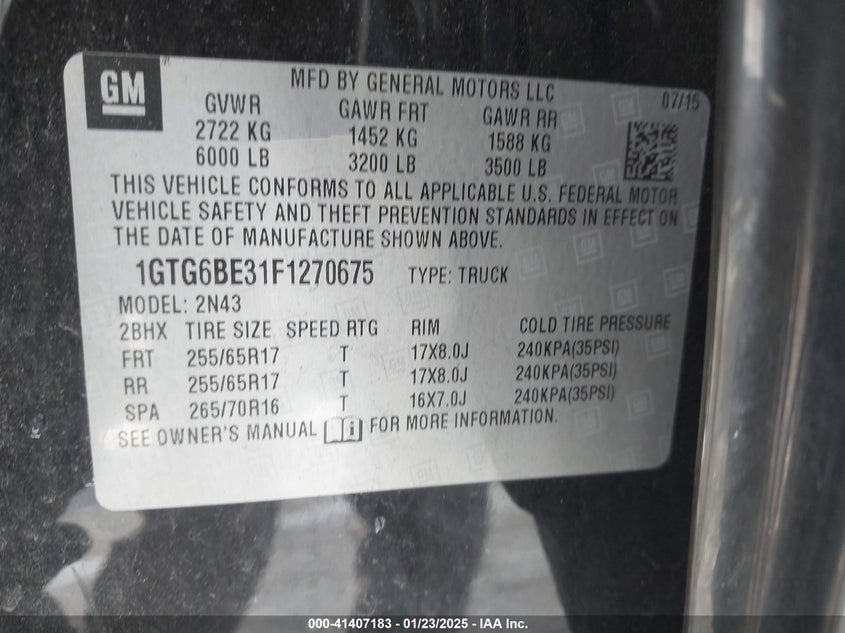 GM
MFD BY GENERAL MOTORS LLC
07/15
GVWR GAWR FRT GAWR RR
2722 KG 1452 KG 1588 KG
6000 LB 3200 LB 3500 LB
THIS VEHICLE CONFORMS TO ALL APPLICABLE U.S. FEDERAL MOTOR
VEHICLE SAFETY AND THEFT PREVENTION STANDARDS IN EFFECT ON
THE DATE OF MANUFACTURE SHOWN ABOVE.
1GTG6BE31F1270675 TYPE: TRUCK
MODEL: 2N43
2BHX TIRE SIZE SPEED RTG RIM COLD TIRE PRESSURE
FRT 255/65R17 T 17X8.0J 240KPA(35PSI)
RR 255/65R17 T 17X8.0J 240KPA(35PSI)
SPA 265/70R16 T 16X7.0J 240KPA(35PSI)
SEE OWNER'S MANUAL i FOR MORE INFORMATION.
000-41407183 - 01/23/2025 - IAA Inc.